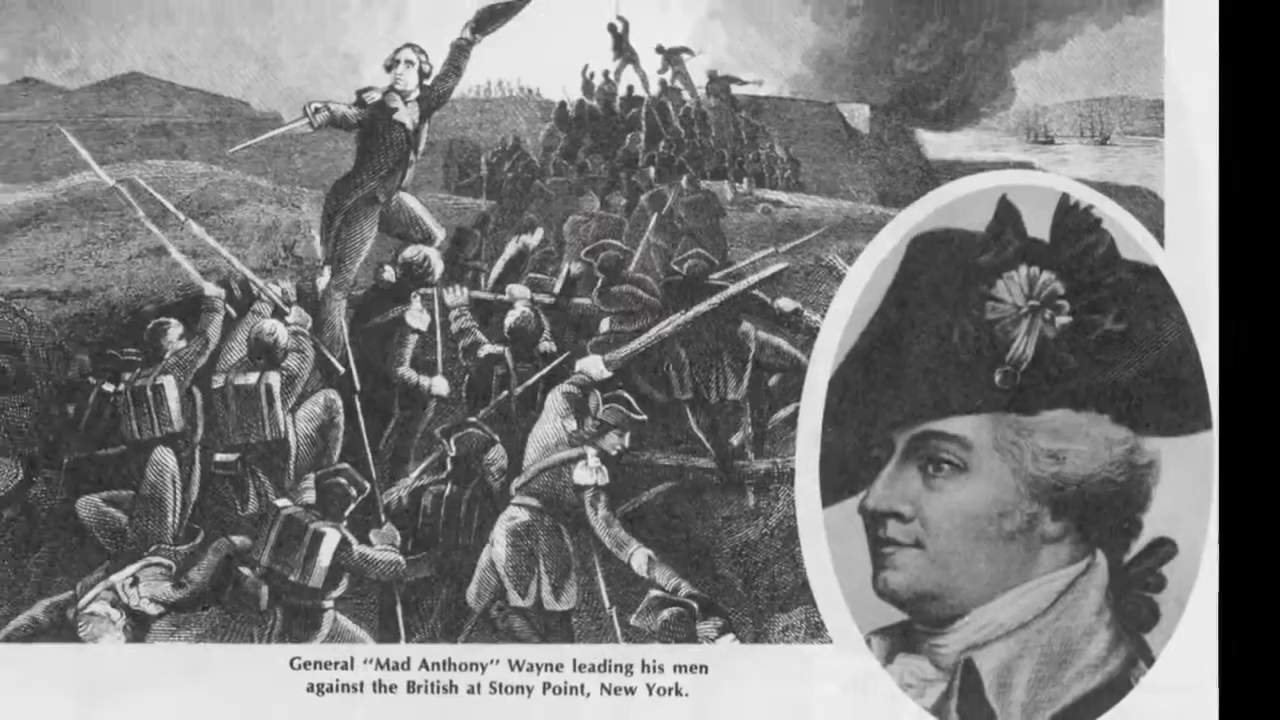 General "Mad Anthony" Wayne leading his men
against the British at Stony Point, New York.